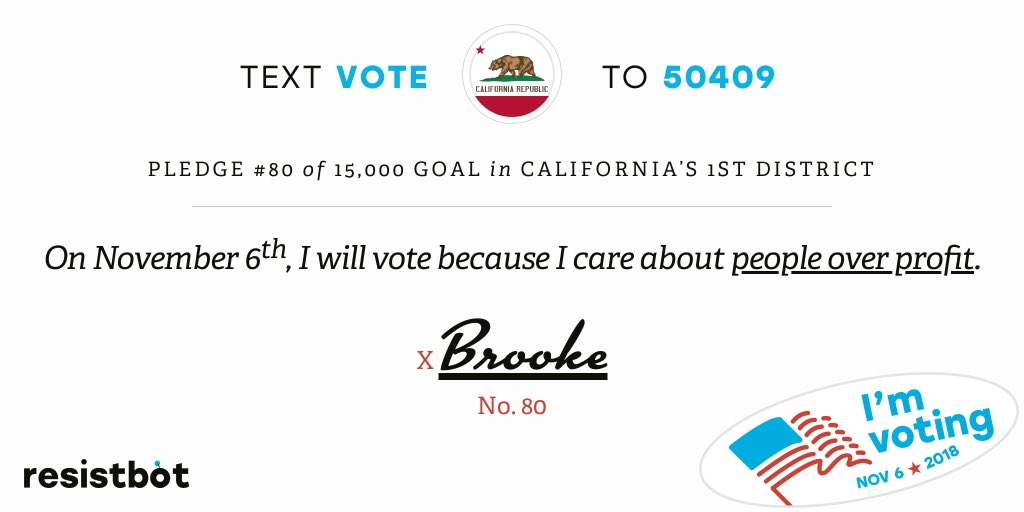 TEXT VOTE TO 50409
CALIFORNIA REPUBLIC
PLEDGE #80 of 15,000 GOAL in CALIFORNIA’S 1ST DISTRICT
On November 6th, I will vote because I care about people over profit.
x Brooke
No. 80
I’m
voting
NOV 6 ★ 2018
resistbot